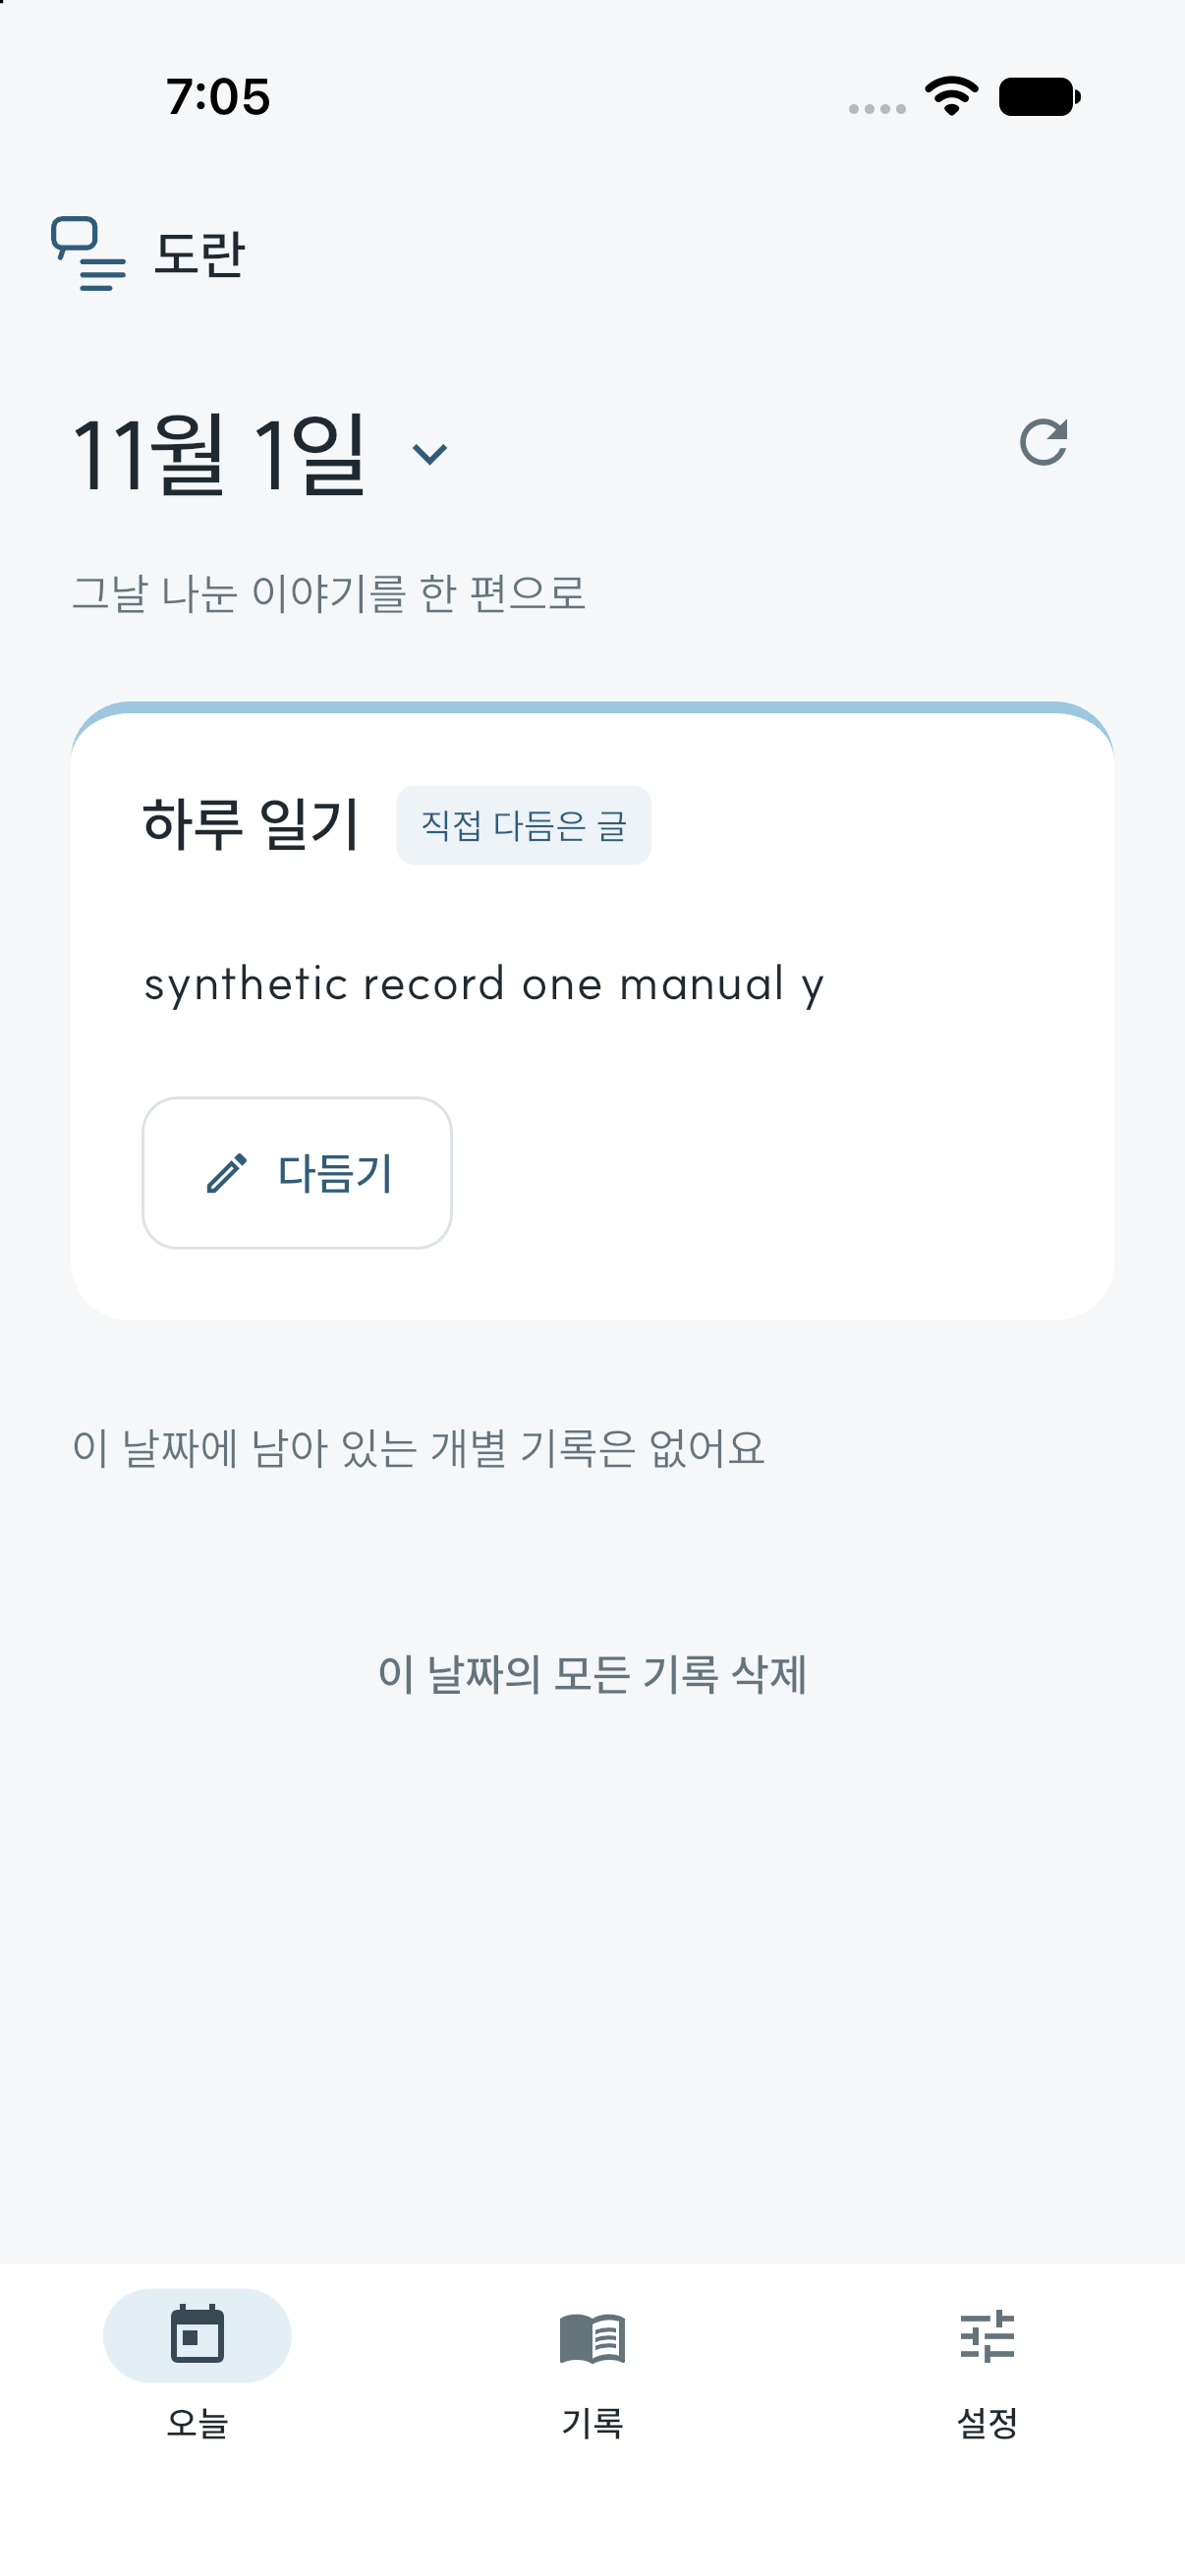 7:05
도란
11월 1일
그날 나눈 이야기를 한 편으로
하루 일기
직접 다듬은 글
synthetic record one manual y
다듬기
이 날짜에 남아 있는 개별 기록은 없어요
이 날짜의 모든 기록 삭제
오늘
기록
설정